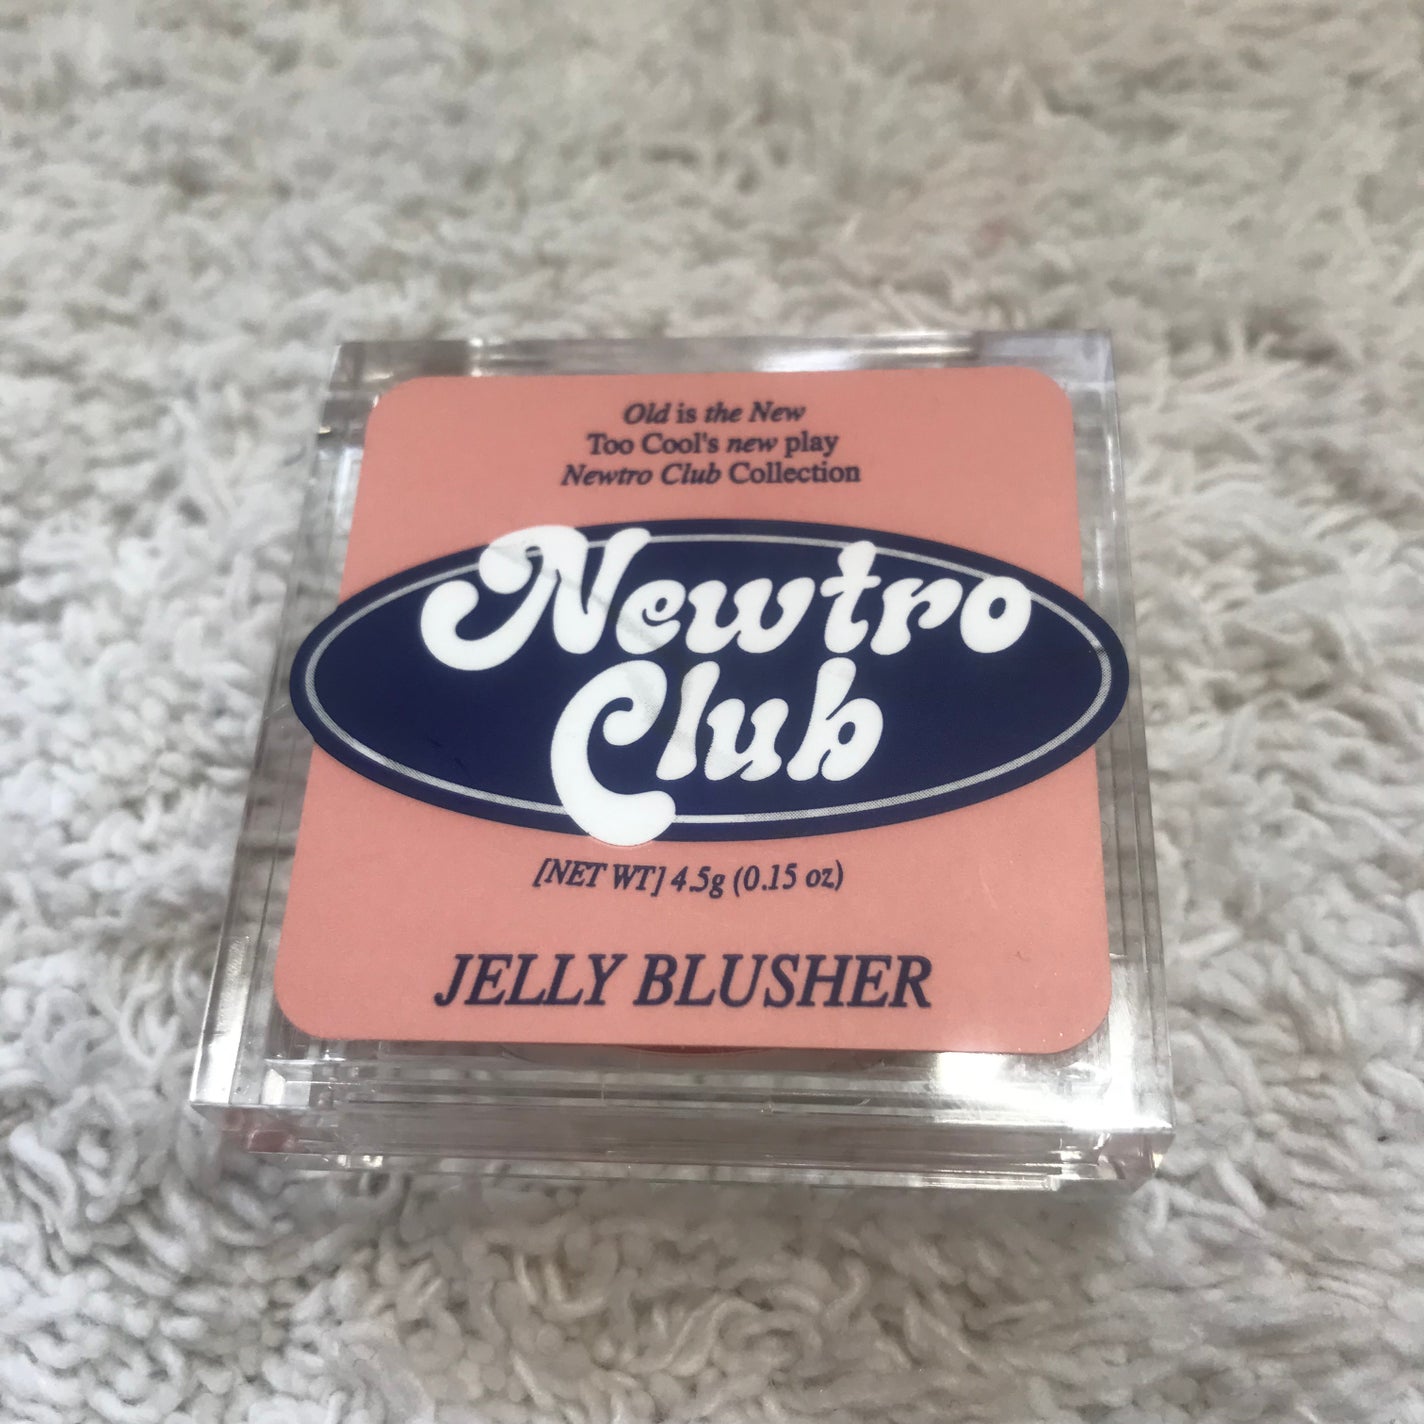 Old is the New
Too Cool's new play
Newtro Club Collection
Newtro
Club
[NET WT] 4.5g (0.15 oz)
JELLY BLUSHER